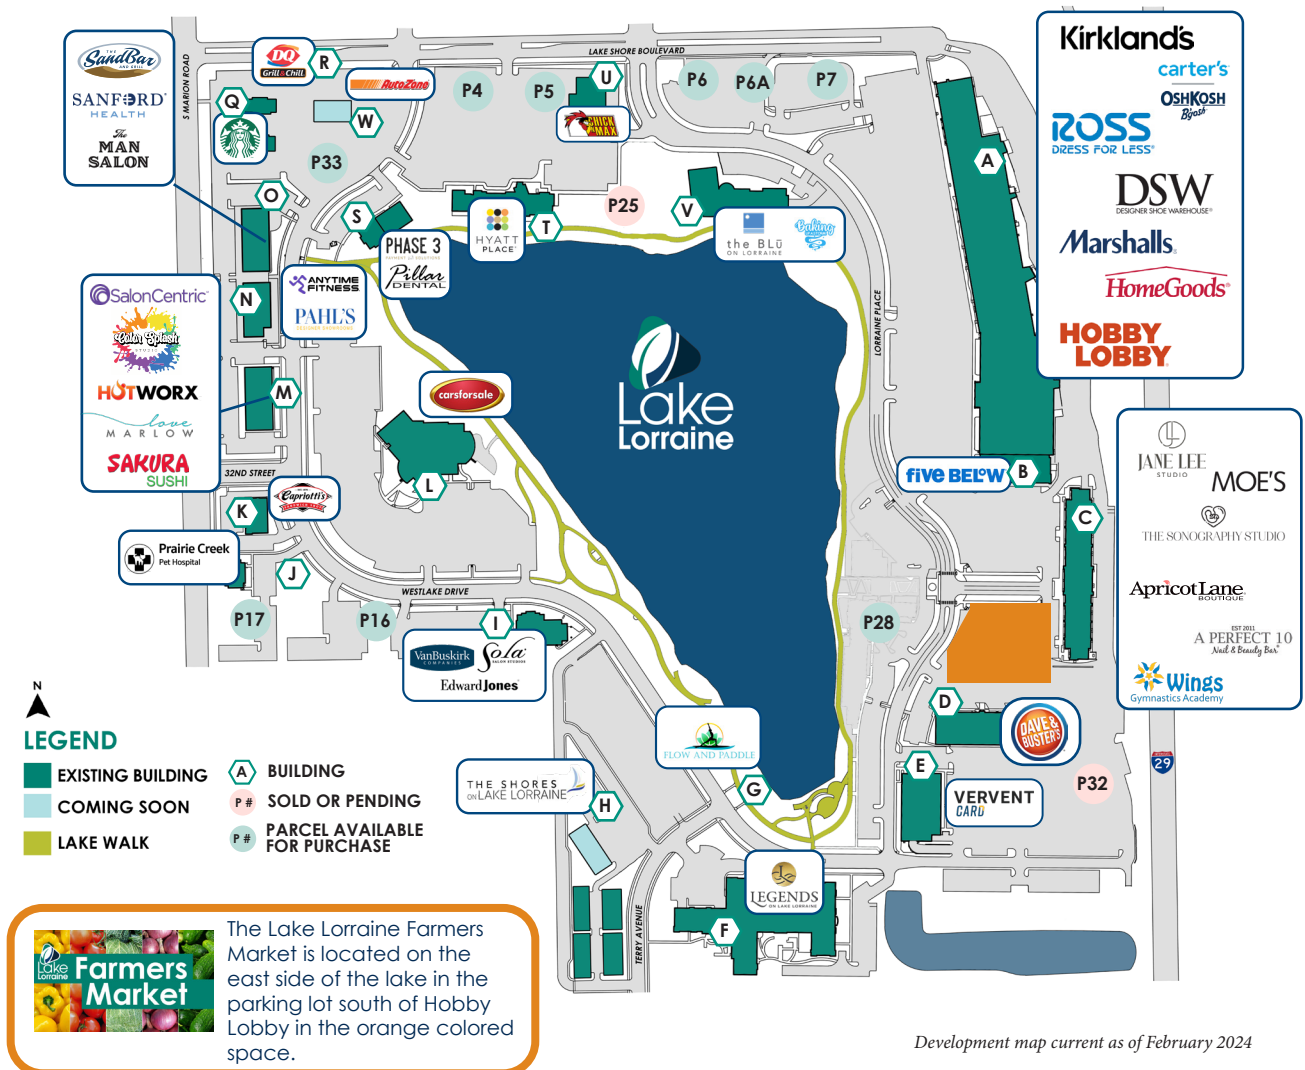 LAKE SHORE BOULEVARD
S MARION ROAD
THE
SandBar
AND GRILL
SANFORD
HEALTH
The
MAN
SALON
DQ
Grill&Chill
R
AutoZone
P4
P5
U
CHICK
MAX
P6
P6A
P7
Q
W
P33
O
S
PHASE 3
Pillar
DENTAL
HYATT
PLACE
T
P25
V
the BLū
ON LORRAINE
Baking
A
Kirkland's
carter's
OSHKOSH
B'gosh
ROSS
DRESS FOR LESS®
DSW
DESIGNER SHOE WAREHOUSE®
Marshalls
HomeGoods®
HOBBY
LOBBY
SalonCentric
Color Splash
STUDIO
HOTWORX
love
MARLOW
SAKURA
SUSHI
N
ANYTIME
FITNESS
PAHL'S
M
carsforsale
Lake
Lorraine
LORRAINE PLACE
L
32ND STREET
K
Capriotti's
Prairie Creek
Pet Hospital
J
five BELOW
B
C
JANE LEE
STUDIO
MOE'S
THE SONOGRAPHY STUDIO
Apricot Lane
BOUTIQUE
EST 2011
A PERFECT 10
Nail & Beauty Bar
Wings
Gymnastics Academy
WESTLAKE DRIVE
P17
P16
I
VanBuskirk
COMPANIES
Sola
SALON STUDIOS
Edward Jones
P28
D
DAVE &
BUSTER'S
E
VERVENT
CARD
P32
29
FLOW AND PADDLE
G
THE SHORES
ON LAKE LORRAINE
H
LEGENDS
ON LAKE LORRAINE
F
TERRY AVENUE
N
LEGEND
EXISTING BUILDING
COMING SOON
LAKE WALK
A BUILDING
P # SOLD OR PENDING
P # PARCEL AVAILABLE
FOR PURCHASE
Lake
Lorraine
Farmers
Market
The Lake Lorraine Farmers
Market is located on the
east side of the lake in the
parking lot south of Hobby
Lobby in the orange colored
space.
Development map current as of February 2024